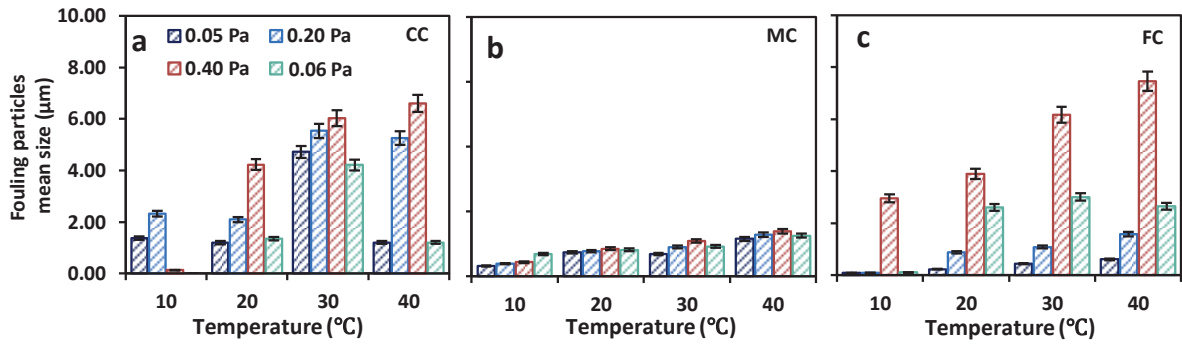 10.00
8.00
6.00
4.00
2.00
0.00
Fouling particles
mean size (µm)
a
CC
0.05 Pa
0.20 Pa
0.40 Pa
0.06 Pa
10 20 30 40
Temperature (℃)
b
MC
10 20 30 40
Temperature (℃)
c
FC
10 20 30 40
Temperature (℃)